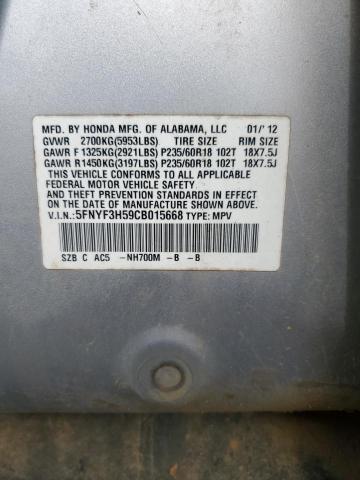 MFD. BY HONDA MFG. OF ALABAMA, LLC 01/'12
GVWR 2700KG(5953LBS) TIRE SIZE RIM SIZE
GAWR F 1325KG(2921LBS) P235/60R18 102T 18X7.5J
GAWR R1450KG(3197LBS) P235/60R18 102T 18X7.5J
THIS VEHICLE CONFORMS TO ALL APPLICABLE
FEDERAL MOTOR VEHICLE SAFETY, BUMPER,
AND THEFT PREVENTION STANDARDS IN EFFECT
ON THE DATE OF MANUFACTURE SHOWN ABOVE.
V.I.N.: 5FNYF3H59CB015668 TYPE: MPV
SZB C AC5 -NH700M -B -B